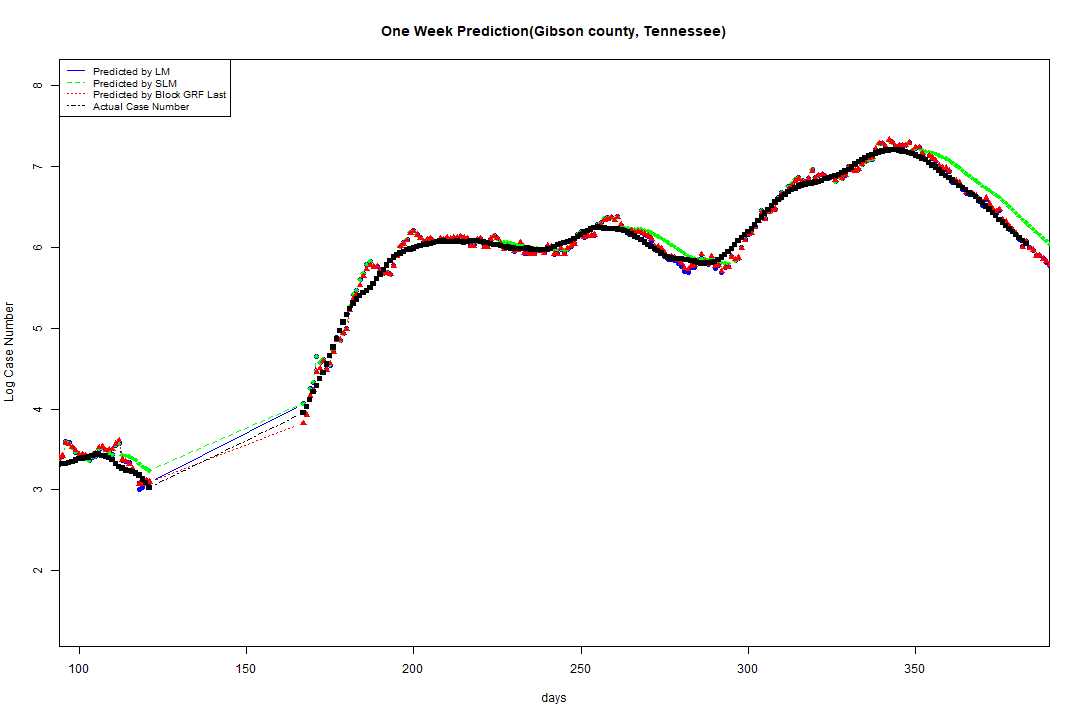 One Week Prediction(Gibson county, Tennessee)
Predicted by LM
Predicted by SLM
Predicted by Block GRF Last
Actual Case Number
8
7
6
5
4
3
2
Log Case Number
100 150 200 250 300 350
days